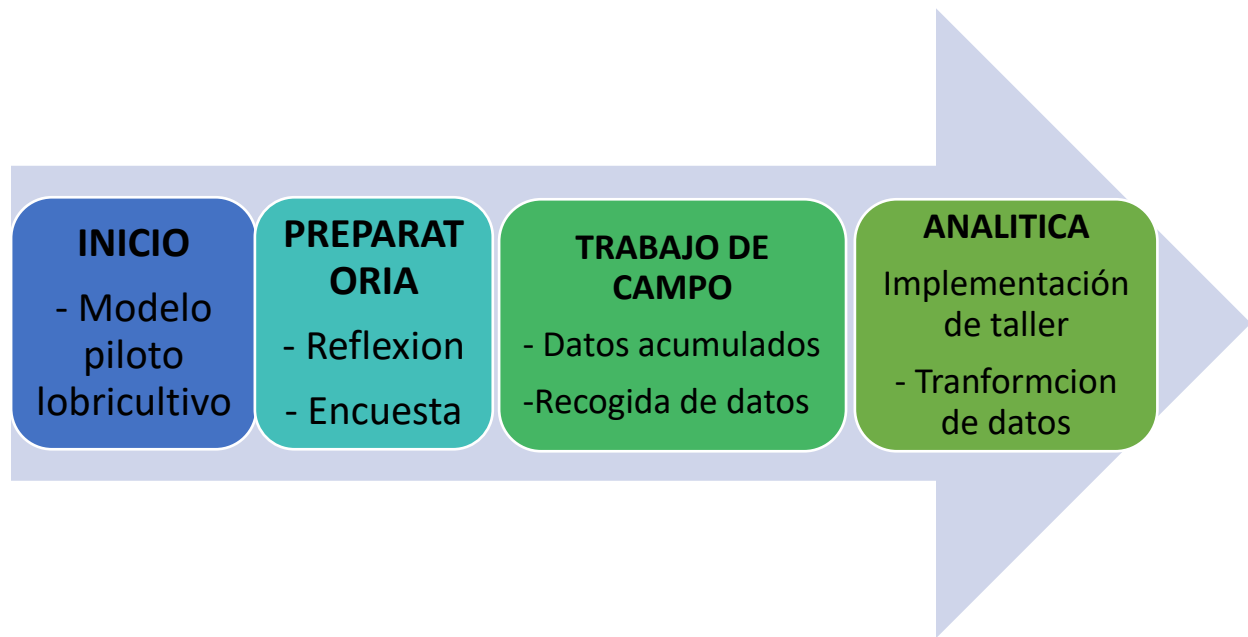 INICIO
- Modelo
piloto
lobricultivo
PREPARAT
ORIA
- Reflexion
- Encuesta
TRABAJO DE
CAMPO
- Datos acumulados
-Recogida de datos
ANALITICA
Implementación
de taller
- Tranformcion
de datos